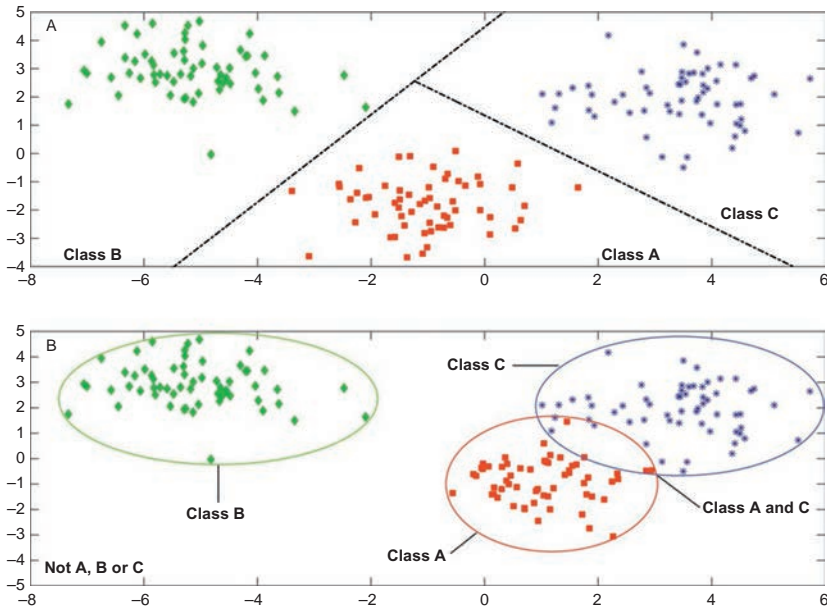 A
5
4
3
2
1
0
–1
–2
–3
–4
Class B
Class A
Class C
–8 –6 –4 –2 0 2 4 6
B
5
4
3
2
1
0
–1
–2
–3
–4
–5
Class C
Class B
Class A and C
Class A
Not A, B or C
–8 –6 –4 –2 0 2 4 6